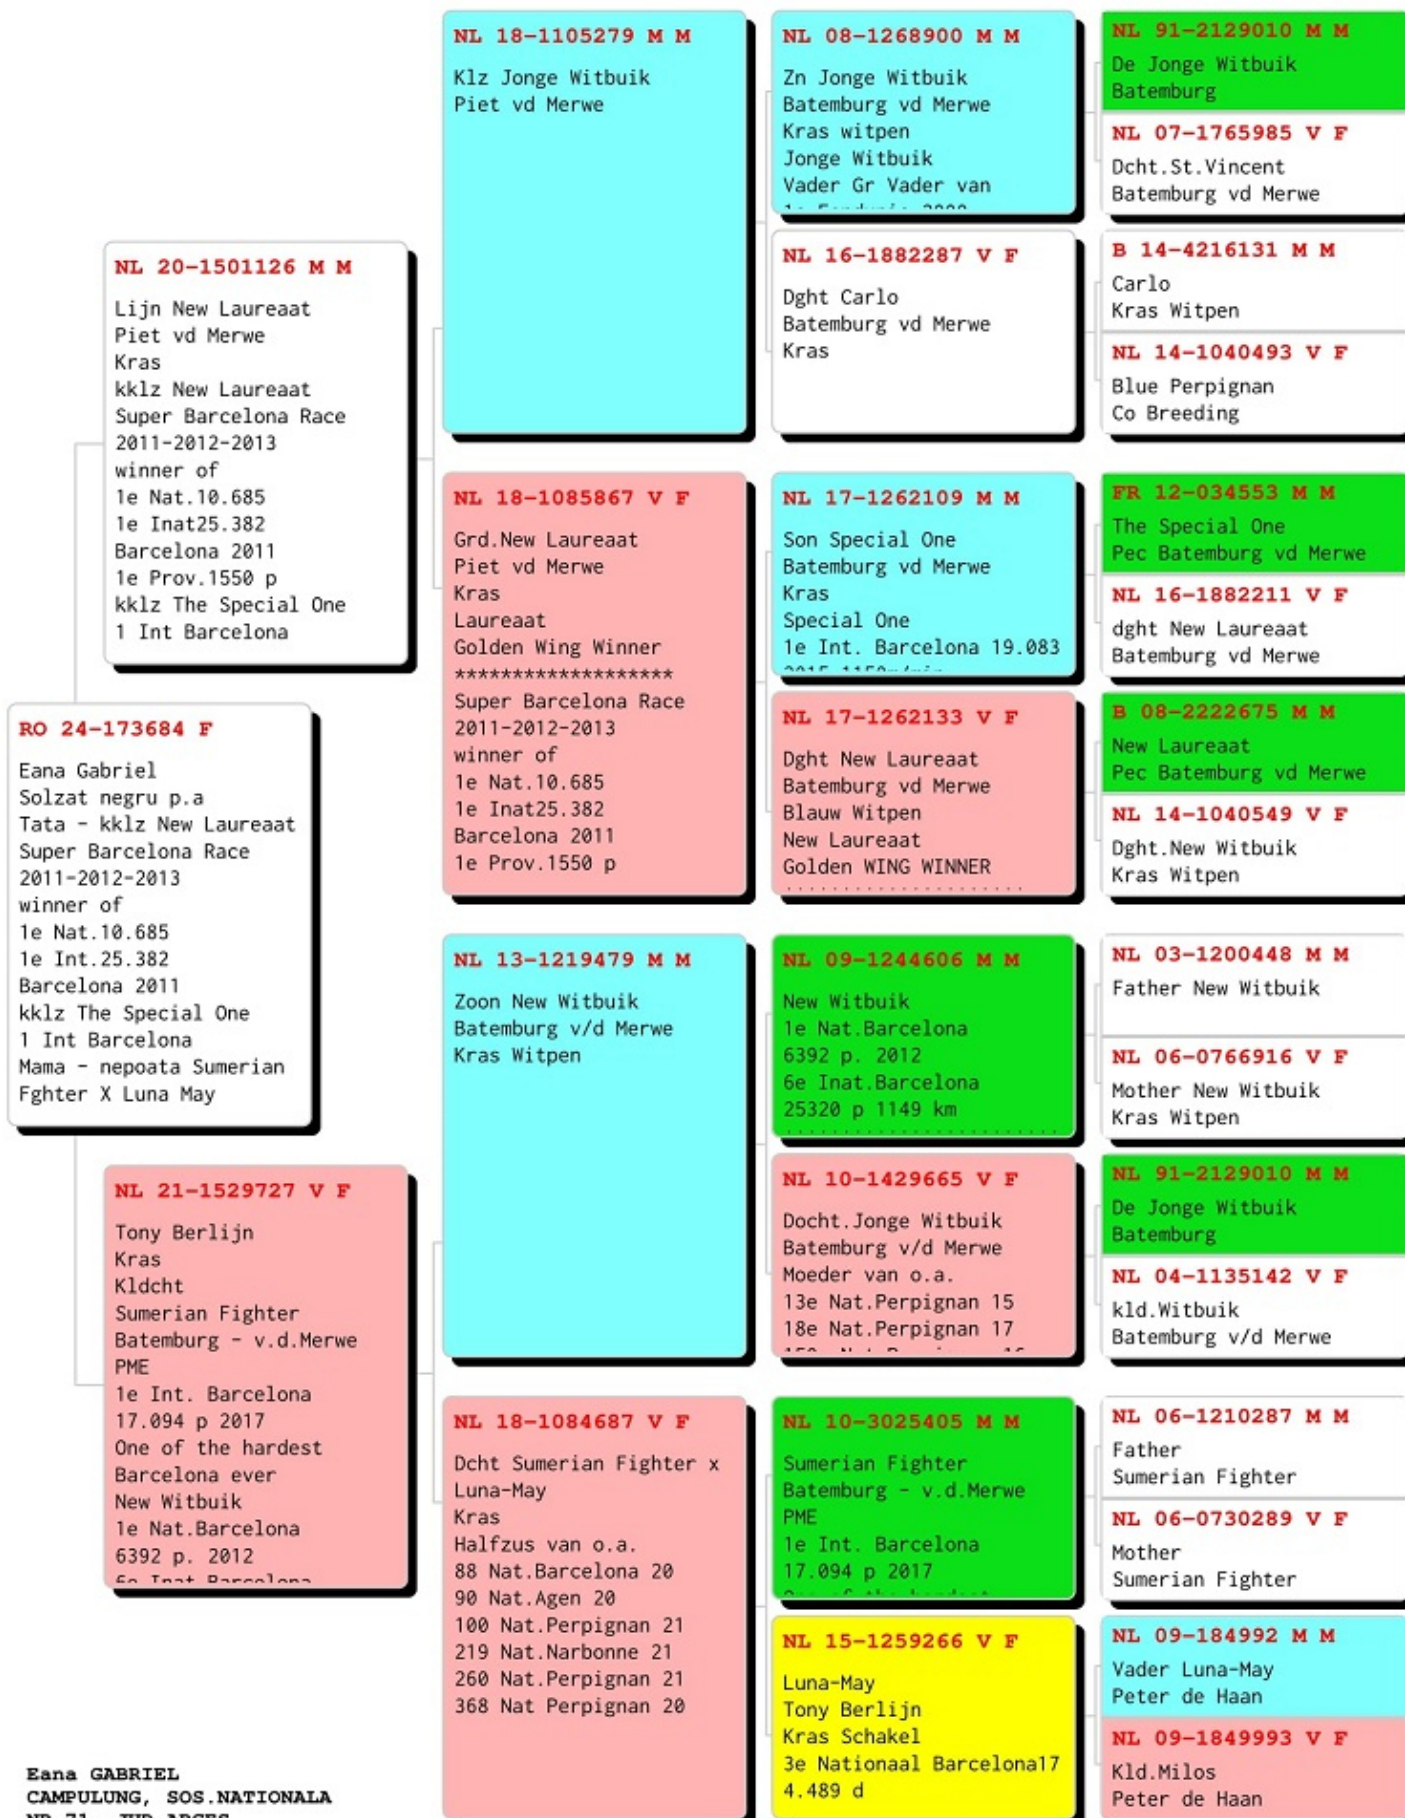 RO 24-173684 F
Eana Gabriel
Solzat negru p.a
Tata - kklz New Laureaat
Super Barcelona Race
2011-2012-2013
winner of
1e Nat.10.685
1e Int.25.382
Barcelona 2011
kklz The Special One
1 Int Barcelona
Mama - nepoata Sumerian
Fghter X Luna May
NL 20-1501126 M M
Lijn New Laureaat
Piet vd Merwe
Kras
kklz New Laureaat
Super Barcelona Race
2011-2012-2013
winner of
1e Nat.10.685
1e Inat25.382
Barcelona 2011
1e Prov.1550 p
kklz The Special One
1 Int Barcelona
NL 21-1529727 V F
Tony Berlijn
Kras
Kldcht
Sumerian Fighter
Batemburg - v.d.Merwe
PME
1e Int. Barcelona
17.094 p 2017
One of the hardest
Barcelona ever
New Witbuik
1e Nat.Barcelona
6392 p. 2012
6e Inat Barcelona
NL 18-1105279 M M
Klz Jonge Witbuik
Piet vd Merwe
NL 18-1085867 V F
Grd.New Laureaat
Piet vd Merwe
Kras
Laureaat
Golden Wing Winner
*******************
Super Barcelona Race
2011-2012-2013
winner of
1e Nat.10.685
1e Inat25.382
Barcelona 2011
1e Prov.1550 p
NL 13-1219479 M M
Zoon New Witbuik
Batemburg v/d Merwe
Kras Witpen
NL 18-1084687 V F
Dcht Sumerian Fighter x
Luna-May
Kras
Halfzus van o.a.
88 Nat.Barcelona 20
90 Nat.Agen 20
100 Nat.Perpignan 21
219 Nat.Narbonne 21
260 Nat.Perpignan 21
368 Nat Perpignan 20
NL 08-1268900 M M
Zn Jonge Witbuik
Batemburg vd Merwe
Kras witpen
Jonge Witbuik
Vader Gr Vader van
NL 16-1882287 V F
Dght Carlo
Batemburg vd Merwe
Kras
NL 17-1262109 M M
Son Special One
Batemburg vd Merwe
Kras
Special One
1e Int. Barcelona 19.083
NL 17-1262133 V F
Dght New Laureaat
Batemburg vd Merwe
Blauw Witpen
New Laureaat
Golden WING WINNER
NL 09-1244606 M M
New Witbuik
1e Nat.Barcelona
6392 p. 2012
6e Inat.Barcelona
25320 p 1149 km
NL 10-1429665 V F
Docht.Jonge Witbuik
Batemburg v/d Merwe
Moeder van o.a.
13e Nat.Perpignan 15
18e Nat.Perpignan 17
NL 10-3025405 M M
Sumerian Fighter
Batemburg - v.d.Merwe
PME
1e Int. Barcelona
17.094 p 2017
One of the hardest
NL 15-1259266 V F
Luna-May
Tony Berlijn
Kras Schakel
3e Nationaal Barcelona17
4.489 d
NL 91-2129010 M M
De Jonge Witbuik
Batemburg
NL 07-1765985 V F
Dcht.St.Vincent
Batemburg vd Merwe
B 14-4216131 M M
Carlo
Kras Witpen
NL 14-1040493 V F
Blue Perpignan
Co Breeding
FR 12-034553 M M
The Special One
Pec Batemburg vd Merwe
NL 16-1882211 V F
dght New Laureaat
Batemburg vd Merwe
B 08-2222675 M M
New Laureaat
Pec Batemburg vd Merwe
NL 14-1040549 V F
Dght.New Witbuik
Kras Witpen
NL 03-1200448 M M
Father New Witbuik
NL 06-0766916 V F
Mother New Witbuik
Kras Witpen
NL 91-2129010 M M
De Jonge Witbuik
Batemburg
NL 04-1135142 V F
kld.Witbuik
Batemburg v/d Merwe
NL 06-1210287 M M
Father
Sumerian Fighter
NL 06-0730289 V F
Mother
Sumerian Fighter
NL 09-184992 M M
Vader Luna-May
Peter de Haan
NL 09-1849993 V F
Kld.Milos
Peter de Haan
Eana GABRIEL
CAMPULUNG, SOS.NATIONALA
NR 71, JUD ARGES